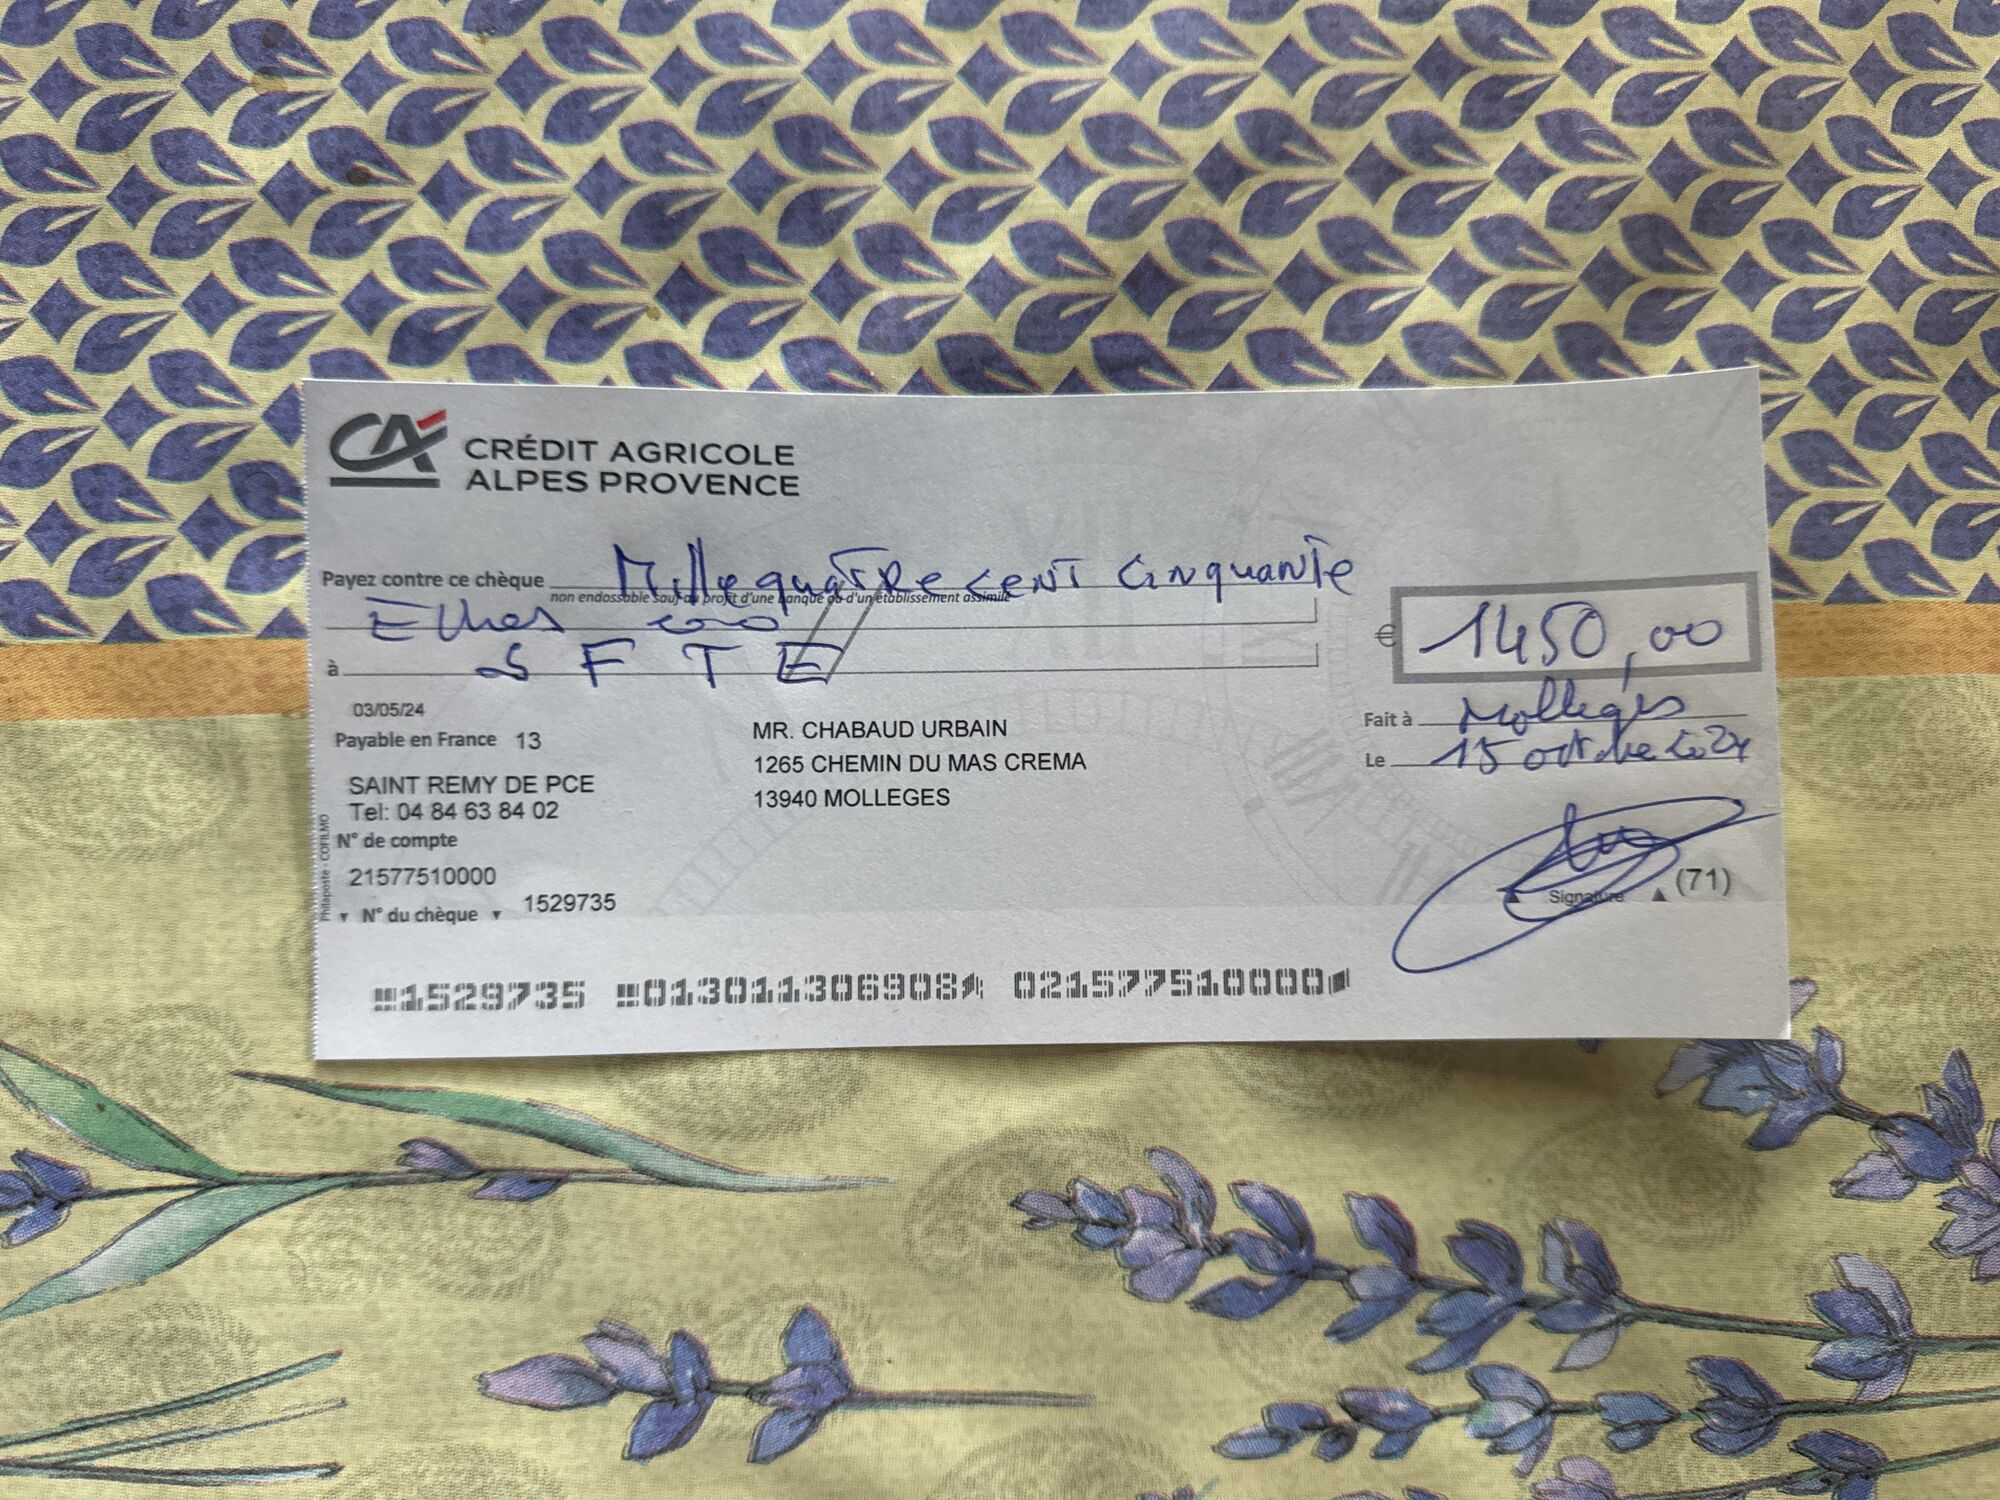 CA CRÉDIT AGRICOLE
ALPES PROVENCE
Payez contre ce chèque Mille quatre cent cinquante
non endossable sauf au profit d'une banque ou d'un établissement assimilé
à S F T E
€ 1450,00
03/05/24
Payable en France 13
SAINT REMY DE PCE
Tel: 04 84 63 84 02
N° de compte
21577510000
▼ N° du chèque ▼ 1529735
Philaposte - COFILMO
MR. CHABAUD URBAIN
1265 CHEMIN DU MAS CREMA
13940 MOLLEGES
Fait à Mollégès
Le 15 octobre 2024
▲ Signature ▲ (71)
1529735 013011306908 021577510000